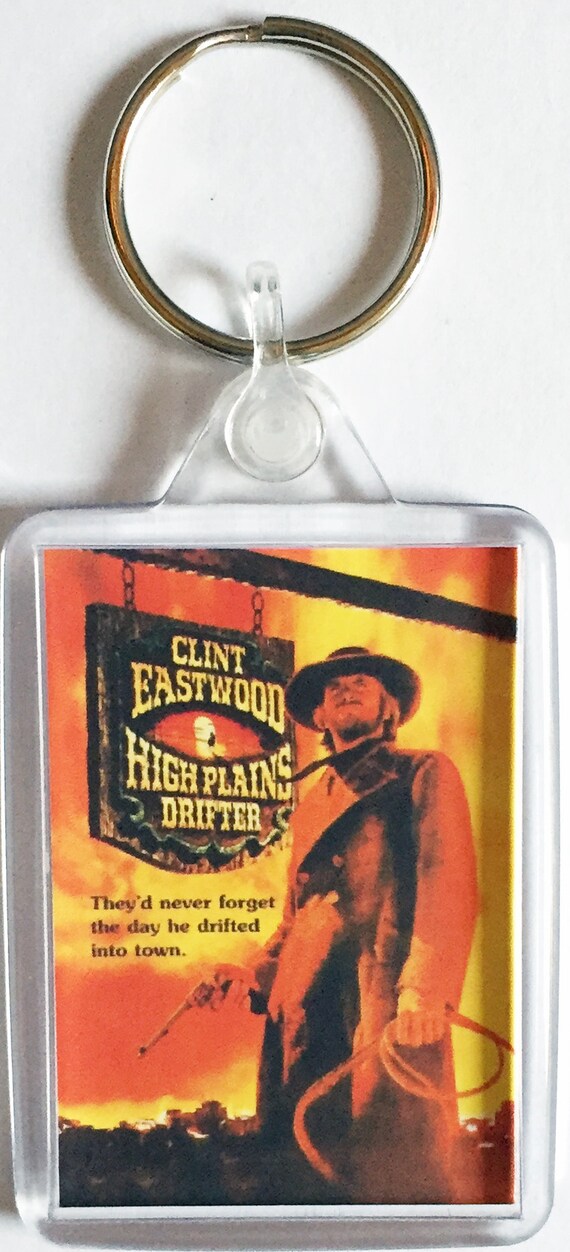 CLINT
EASTWOOD
HIGH PLAINS
DRIFTER
They'd never forget
the day he drifted
into town.